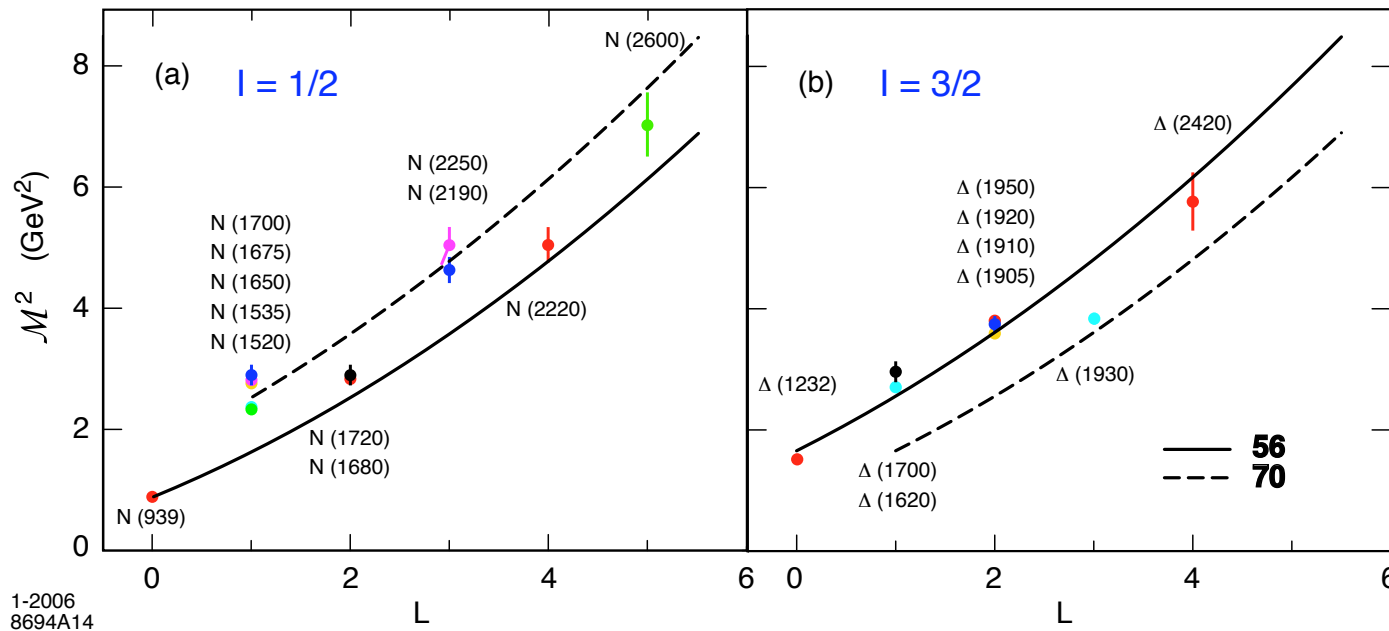 N (2600)
8
(a)
I = 1/2
(b)
I = 3/2
Δ (2420)
N (2250)
N (2190)
Δ (1950)
Δ (1920)
Δ (1910)
Δ (1905)
6
ℳ² (GeV²)
N (1700)
N (1675)
N (1650)
N (1535)
N (1520)
4
N (2220)
Δ (1232)
Δ (1930)
2
N (1720)
N (1680)
Δ (1700)
Δ (1620)
56
70
N (939)
0
0 2 4 6
0 2 4 6
L
L
1-2006
8694A14